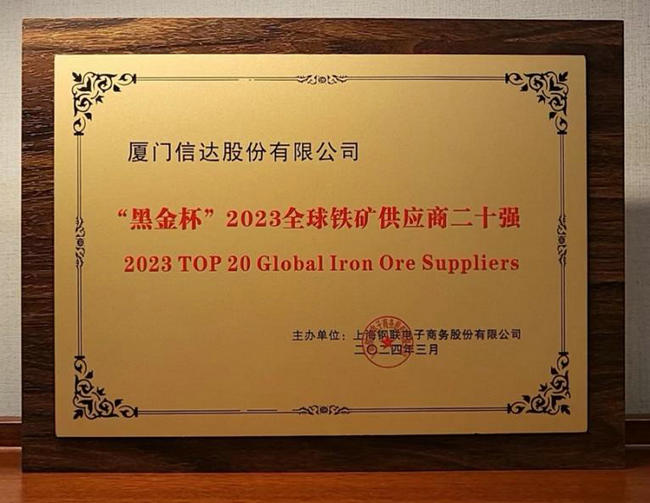 厦门信达股份有限公司
“黑金杯”2023全球铁矿供应商二十强
2023 TOP 20 Global Iron Ore Suppliers
主办单位：上海钢联电子商务股份有限公司
二〇二四年三月